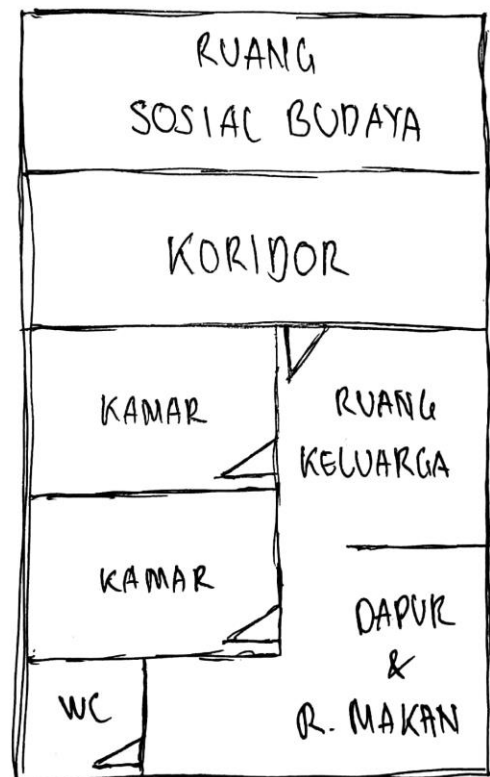 RUANG
SOSIAL BUDAYA
KORIDOR
KAMAR
RUANG
KELUARGA
KAMAR
DAPUR
&
R. MAKAN
WC